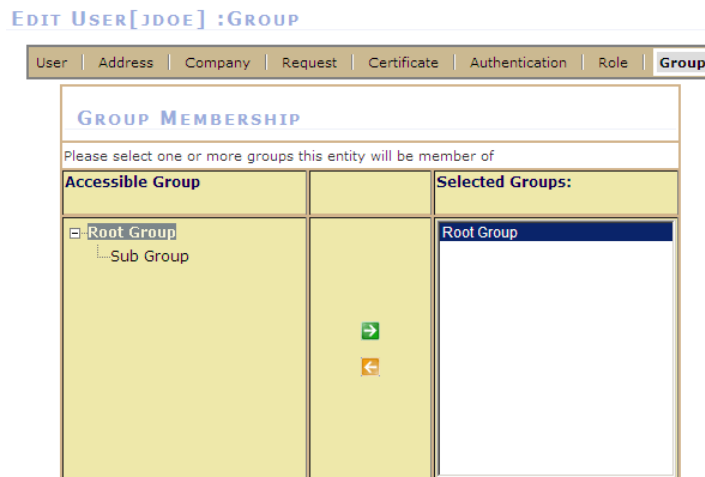 EDIT USER[JDOE] :GROUP
User | Address | Company | Request | Certificate | Authentication | Role | Group
GROUP MEMBERSHIP
Please select one or more groups this entity will be member of
Accessible Group Selected Groups:
Root Group Root Group
Sub Group